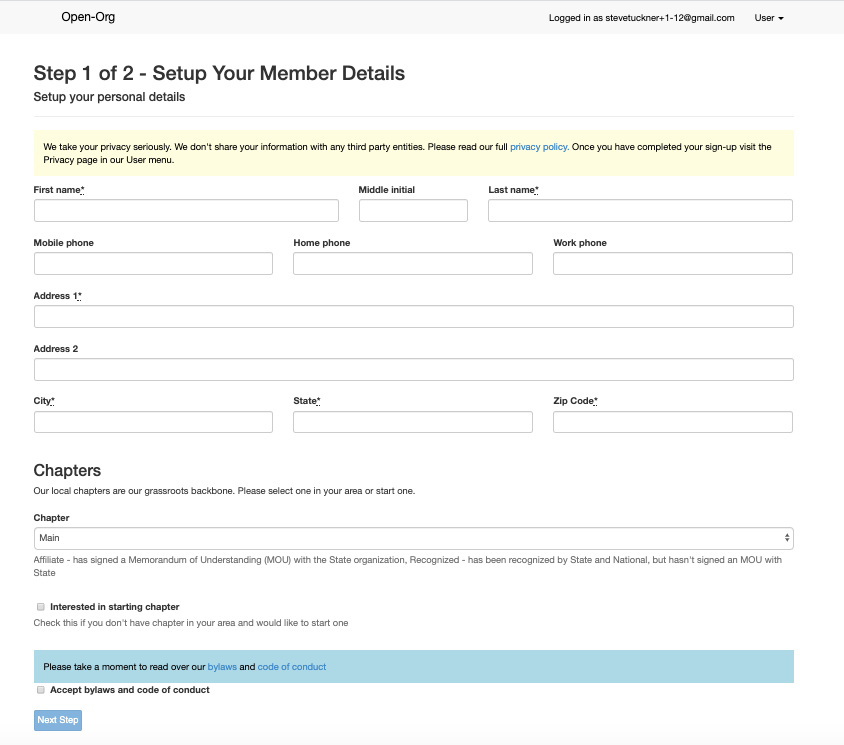 Open-Org Logged in as stevetuckner+1-12@gmail.com User
Step 1 of 2 - Setup Your Member Details
Setup your personal details
We take your privacy seriously. We don't share your information with any third party entities. Please read our full privacy policy. Once you have completed your sign-up visit the
Privacy page in our User menu.
First name* Middle initial Last name*
Mobile phone Home phone Work phone
Address 1*
Address 2
City* State* Zip Code*
Chapters
Our local chapters are our grassroots backbone. Please select one in your area or start one.
Chapter
Main
Affiliate - has signed a Memorandum of Understanding (MOU) with the State organization, Recognized - has been recognized by State and National, but hasn't signed an MOU with
State
Interested in starting chapter
Check this if you don't have chapter in your area and would like to start one
Please take a moment to read over our bylaws and code of conduct
Accept bylaws and code of conduct
Next Step